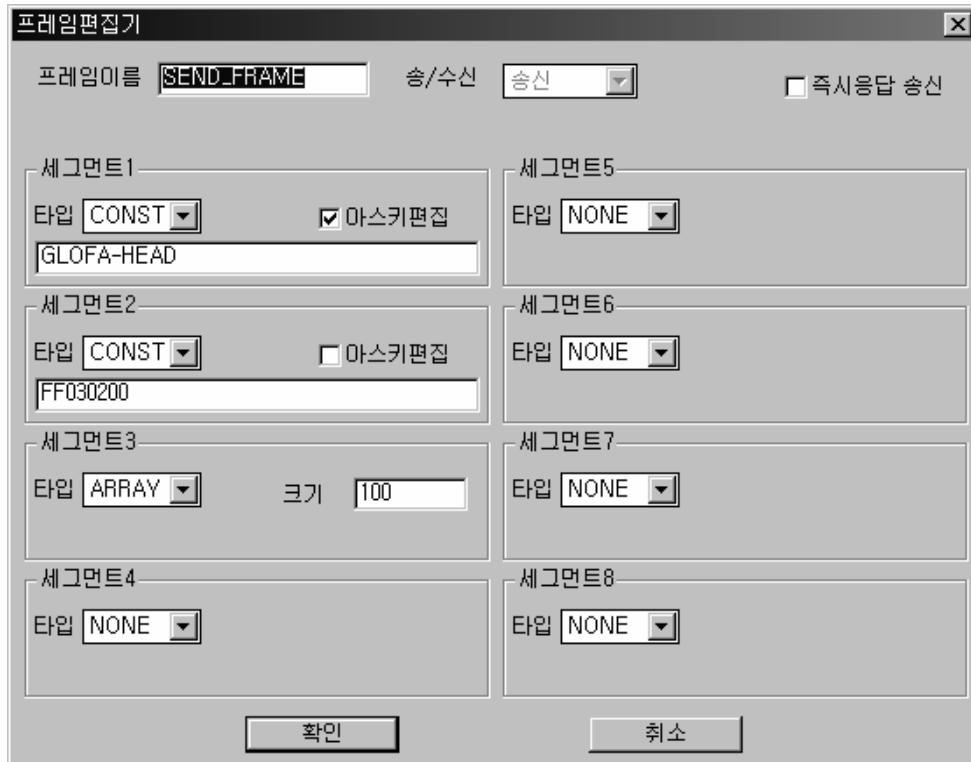 프레임편집기
프레임이름 SEND_FRAME 송/수신 송신 즉시응답 송신
세그먼트1
타입 CONST 아스키편집
GLOFA-HEAD
세그먼트2
타입 CONST 아스키편집
FF030200
세그먼트3
타입 ARRAY 크기 100
세그먼트4
타입 NONE
세그먼트5
타입 NONE
세그먼트6
타입 NONE
세그먼트7
타입 NONE
세그먼트8
타입 NONE
확인 취소